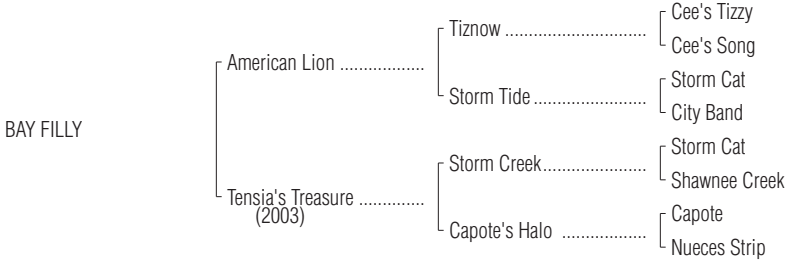 Cee's Tizzy
Tiznow ..............................
Cee's Song
American Lion ..................
Storm Cat
Storm Tide ........................
City Band
BAY FILLY
Storm Cat
Storm Creek......................
Shawnee Creek
Tensia's Treasure ..............
(2003)
Capote
Capote's Halo ..................
Nueces Strip